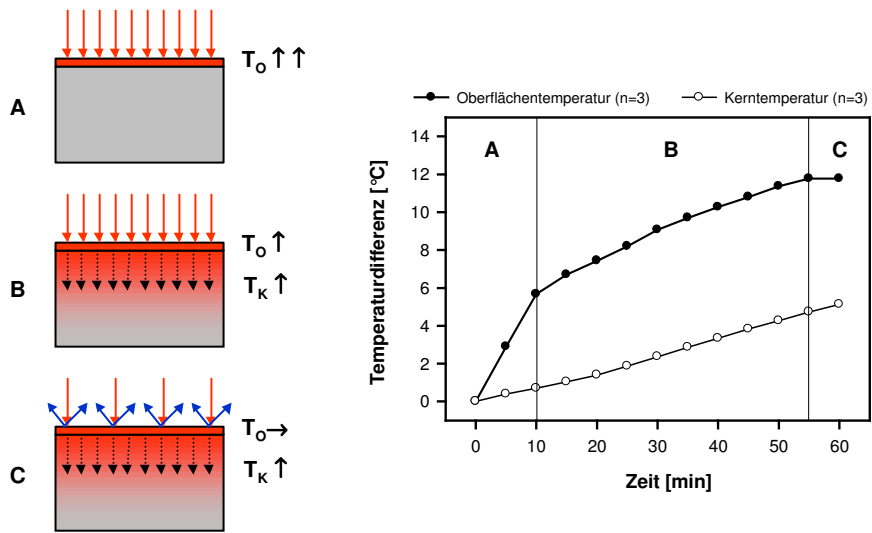 A
T_O ↑↑
B
T_O ↑
T_K ↑
C
T_O →
T_K ↑
Oberflächentemperatur (n=3) Kerntemperatur (n=3)
A B C
Temperaturdifferenz [°C]
14
12
10
8
6
4
2
0
0 10 20 30 40 50 60
Zeit [min]